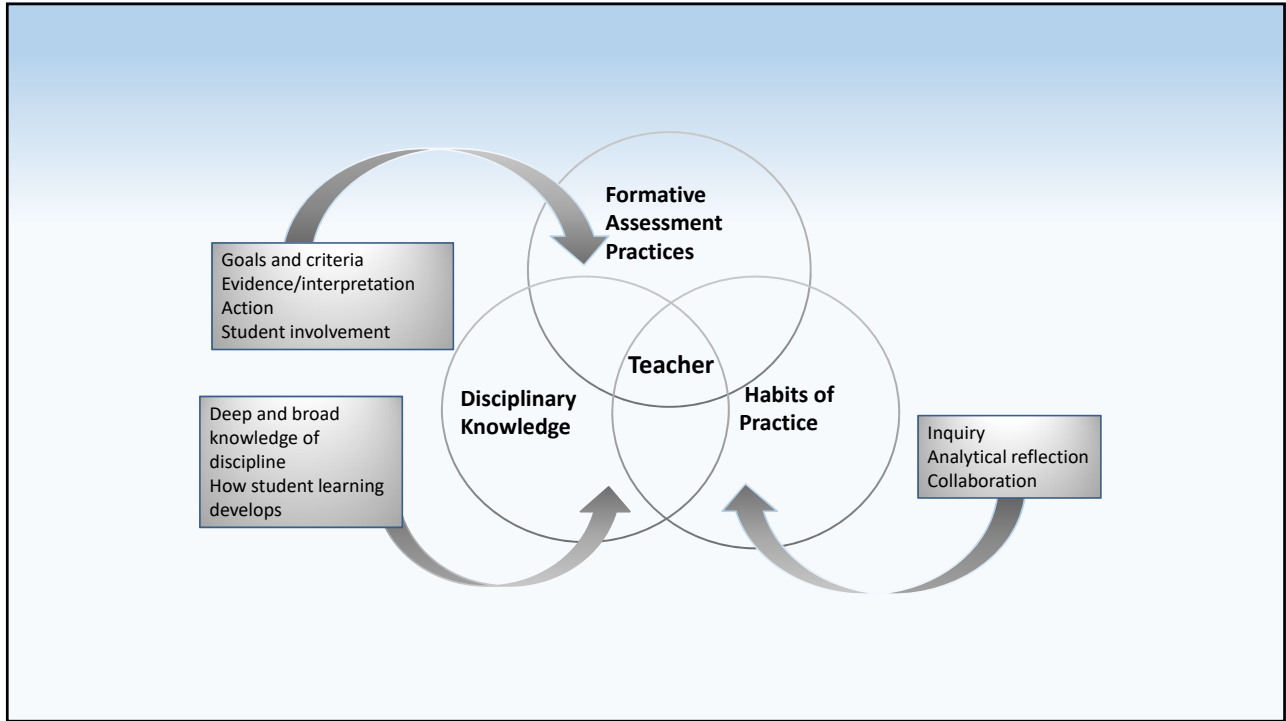 Formative
Assessment
Practices
Goals and criteria
Evidence/interpretation
Action
Student involvement
Teacher
Disciplinary
Knowledge
Habits of
Practice
Deep and broad
knowledge of
discipline
How student learning
develops
Inquiry
Analytical reflection
Collaboration